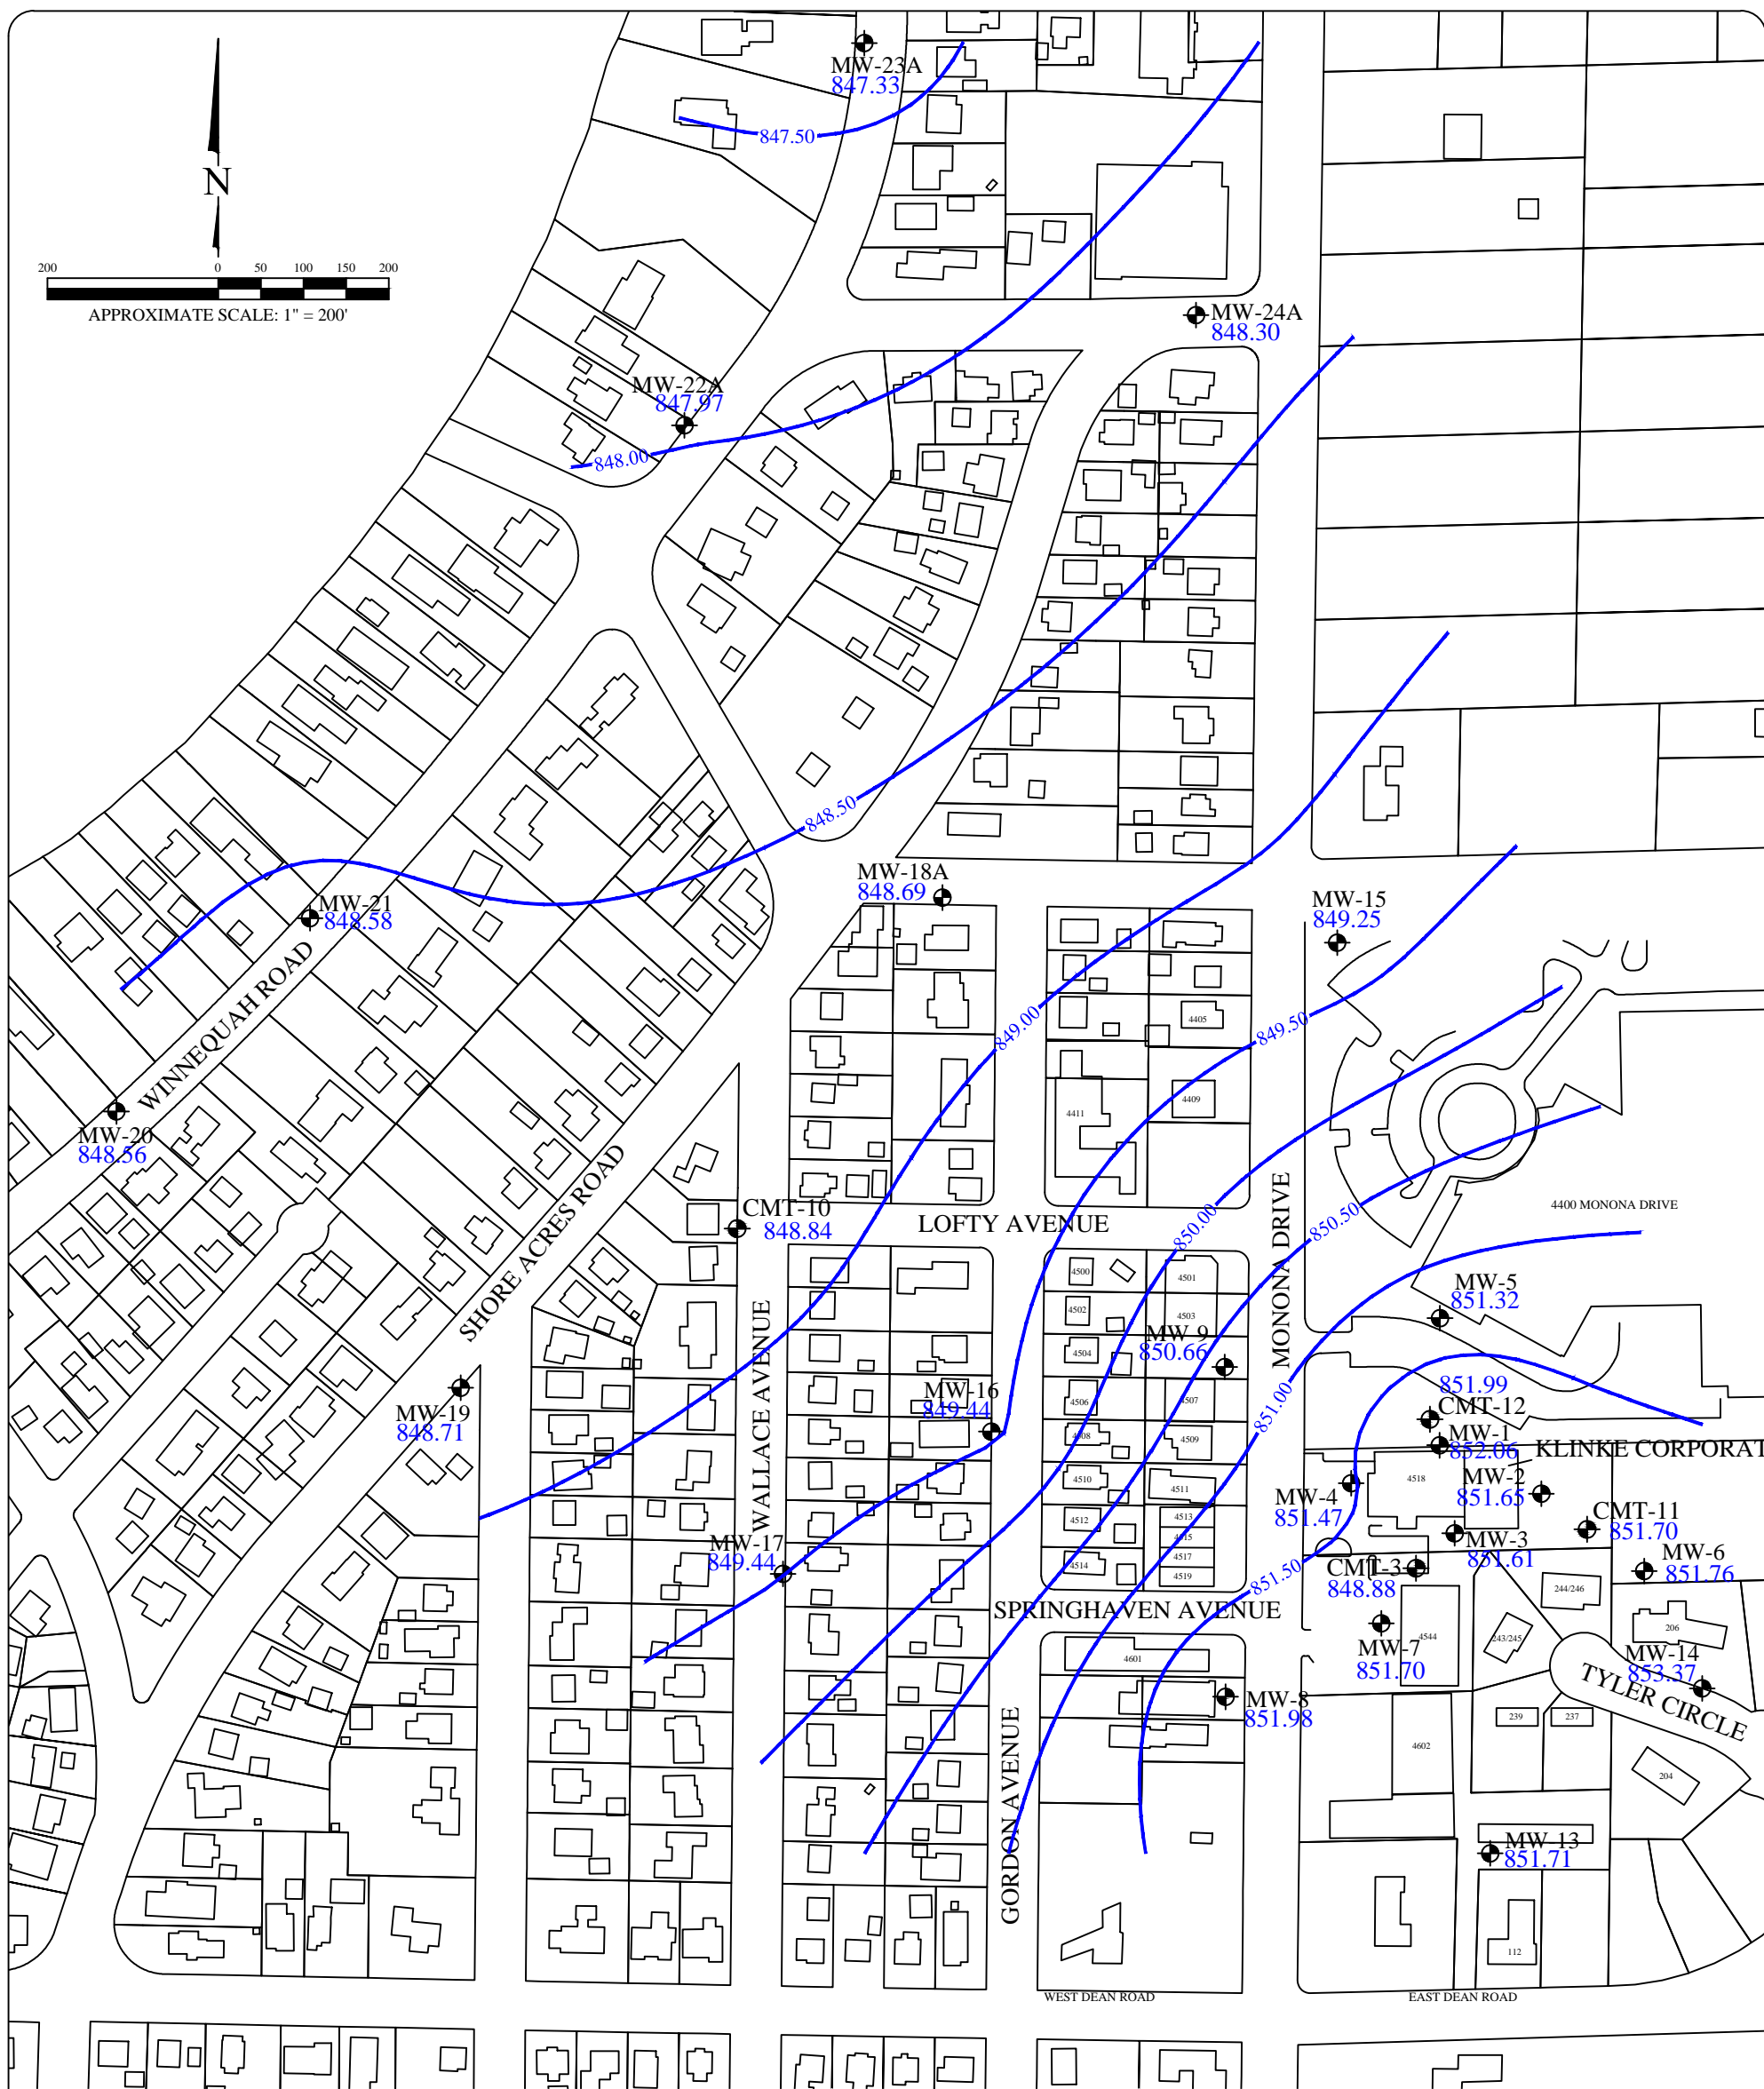 MW-23A
847.33
847.50
N
200 0 50 100 150 200
APPROXIMATE SCALE: 1" = 200'
MW-24A
848.30
MW-22A
847.97
848.00
848.50
MW-18A
848.69
MW-15
849.25
MW-21
848.58
WINNEQUAH ROAD
849.00
849.50
4405
4409
4411
MW-20
848.56
SHORE ACRES ROAD
CMT-10
848.84
LOFTY AVENUE
850.00
850.50
MONONA DRIVE
4400 MONONA DRIVE
4500
4501
4502
4503
MW-5
851.32
MW-9
850.66
4504
WALLACE AVENUE
MW-19
848.71
MW-16
849.44
4506
4507
851.00
851.99
CMT-12
MW-1
852.06
KLINKE CORPORAT
4508
4509
4510
4511
4518
MW-2
851.65
MW-4
851.47
4512
4513
4515
CMT-11
851.70
MW-3
851.61
MW-17
849.44
4514
4517
4519
851.50
CMT-3
848.88
MW-6
851.76
244/246
SPRINGHAVEN AVENUE
206
243/245
4544
MW-7
851.70
4601
MW-14
853.37
TYLER CIRCLE
MW-8
851.98
239
237
4602
204
GORDON AVENUE
MW-13
851.71
112
WEST DEAN ROAD
EAST DEAN ROAD